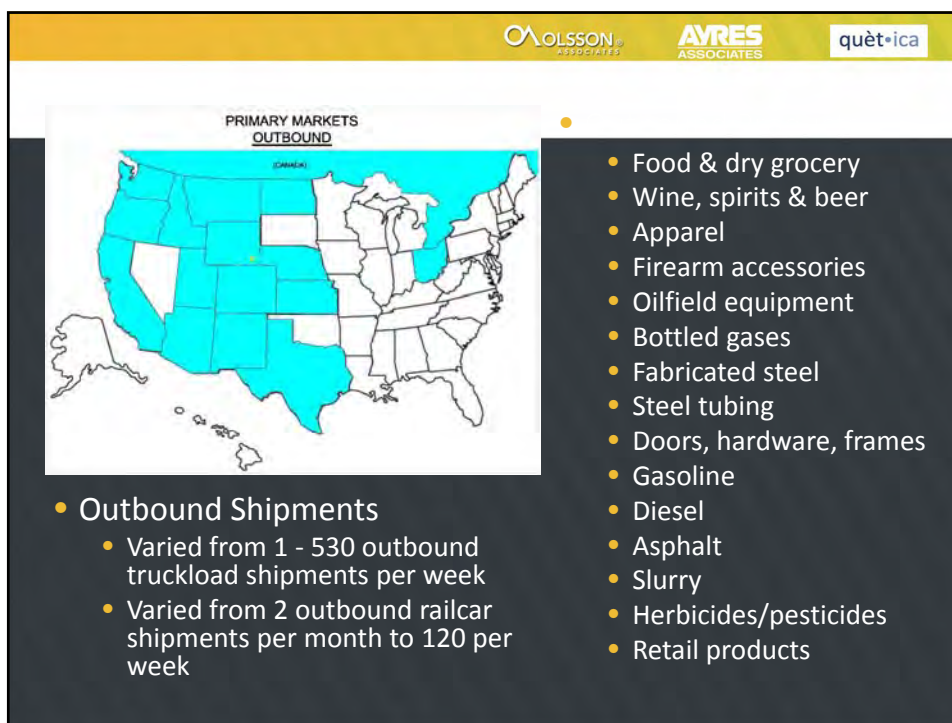 OA OLSSON®
ASSOCIATES
AYRES
ASSOCIATES
quèt•ica
PRIMARY MARKETS
OUTBOUND
(CANADA)
•
• Food & dry grocery
• Wine, spirits & beer
• Apparel
• Firearm accessories
• Oilfield equipment
• Bottled gases
• Fabricated steel
• Steel tubing
• Doors, hardware, frames
• Gasoline
• Diesel
• Asphalt
• Slurry
• Herbicides/pesticides
• Retail products
• Outbound Shipments
• Varied from 1 - 530 outbound
truckload shipments per week
• Varied from 2 outbound railcar
shipments per month to 120 per
week